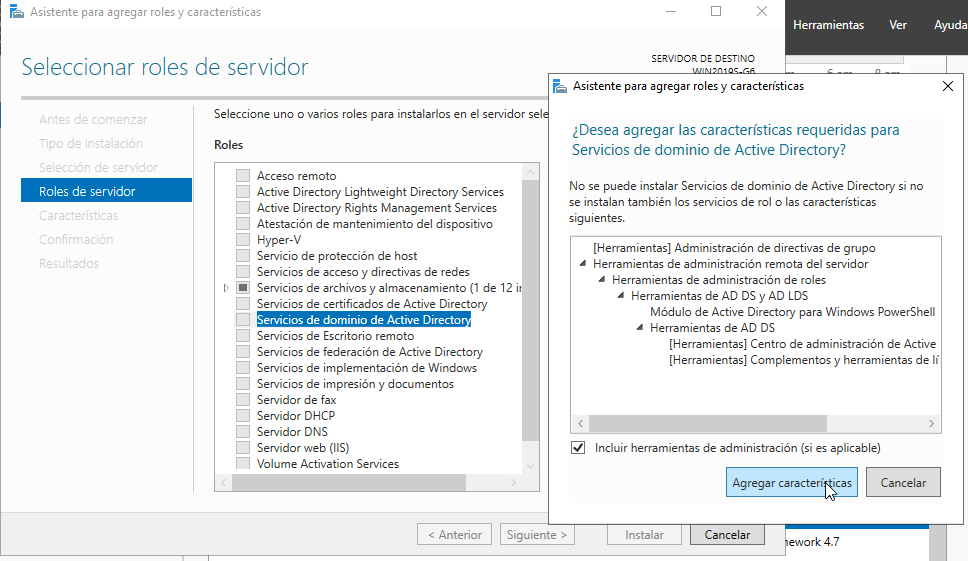 Asistente para agregar roles y características
Herramientas
Ver
Ayuda
Seleccionar roles de servidor
SERVIDOR DE DESTINO
WIN2019S-G6
Antes de comenzar
Tipo de instalación
Selección de servidor
Roles de servidor
Características
Confirmación
Resultados
Seleccione uno o varios roles para instalarlos en el servidor sele
Roles
Acceso remoto
Active Directory Lightweight Directory Services
Active Directory Rights Management Services
Atestación de mantenimiento del dispositivo
Hyper-V
Servicio de protección de host
Servicios de acceso y directivas de redes
Servicios de archivos y almacenamiento (1 de 12 in
Servicios de certificados de Active Directory
Servicios de dominio de Active Directory
Servicios de Escritorio remoto
Servicios de federación de Active Directory
Servicios de implementación de Windows
Servicios de impresión y documentos
Servidor de fax
Servidor DHCP
Servidor DNS
Servidor web (IIS)
Volume Activation Services
< Anterior
Siguiente >
Instalar
Cancelar
Asistente para agregar roles y características
¿Desea agregar las características requeridas para
Servicios de dominio de Active Directory?
No se puede instalar Servicios de dominio de Active Directory si no
se instalan también los servicios de rol o las características
siguientes.
[Herramientas] Administración de directivas de grupo
Herramientas de administración remota del servidor
Herramientas de administración de roles
Herramientas de AD DS y AD LDS
Módulo de Active Directory para Windows PowerShell
Herramientas de AD DS
[Herramientas] Centro de administración de Active
[Herramientas] Complementos y herramientas de lí
Incluir herramientas de administración (si es aplicable)
Agregar características
Cancelar
mework 4.7